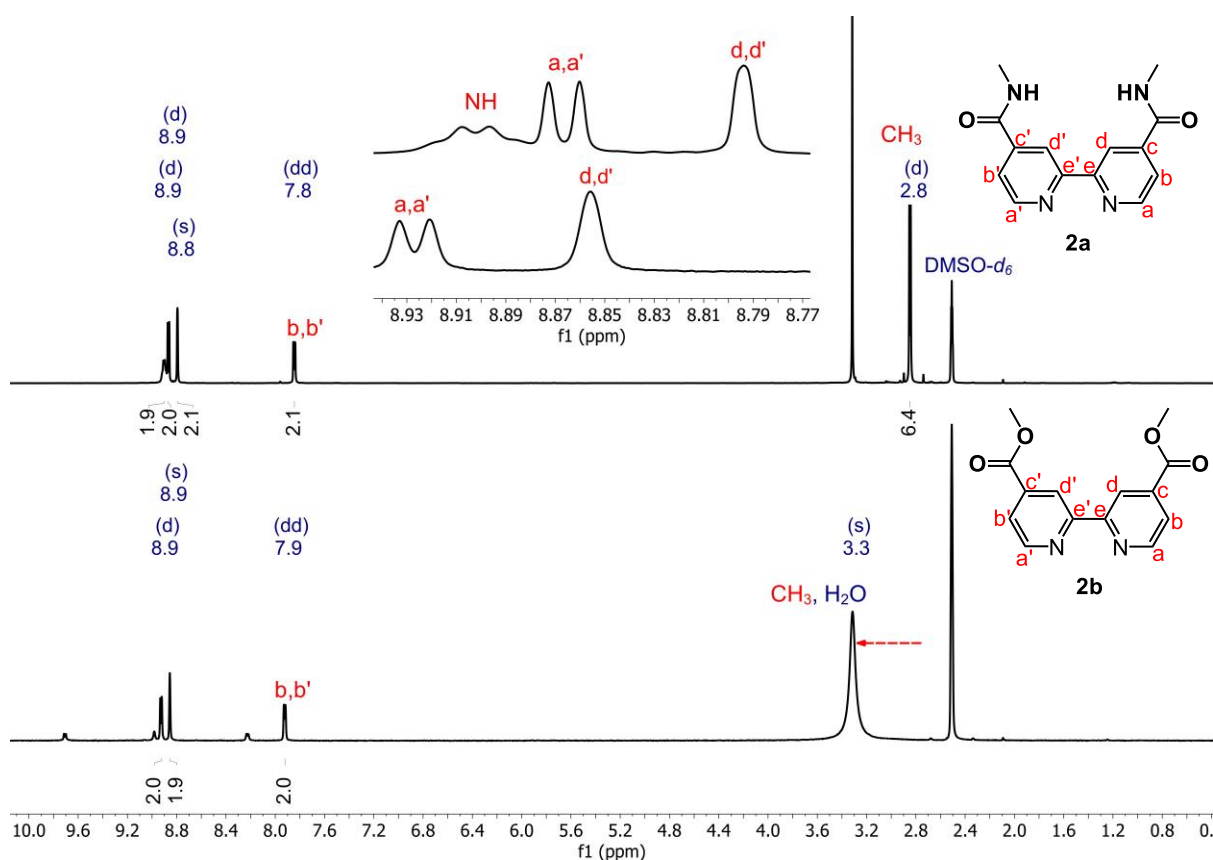 (d)
8.9
(d)
8.9
(s)
8.8
(dd)
7.8
NH
a,a'
d,d'
a,a'
d,d'
8.93 8.91 8.89 8.87 8.85 8.83 8.81 8.79 8.77
f1 (ppm)
CH₃
(d)
2.8
DMSO-d₆
NH HN
O O
c' d' d c
b' e' e b
a' N N a
2a
b,b'
1.9 2.0 2.1 2.1 6.4
(s)
8.9
(d)
8.9
(dd)
7.9
(s)
3.3
CH₃, H₂O
O O
O O
c' d' d c
b' e' e b
a' N N a
2b
b,b'
2.0 1.9 2.0
10.0 9.6 9.2 8.8 8.4 8.0 7.6 7.2 6.8 6.4 6.0 5.6 5.2 4.8 4.4 4.0 3.6 3.2 2.8 2.4 2.0 1.6 1.2 0.8 0.
f1 (ppm)